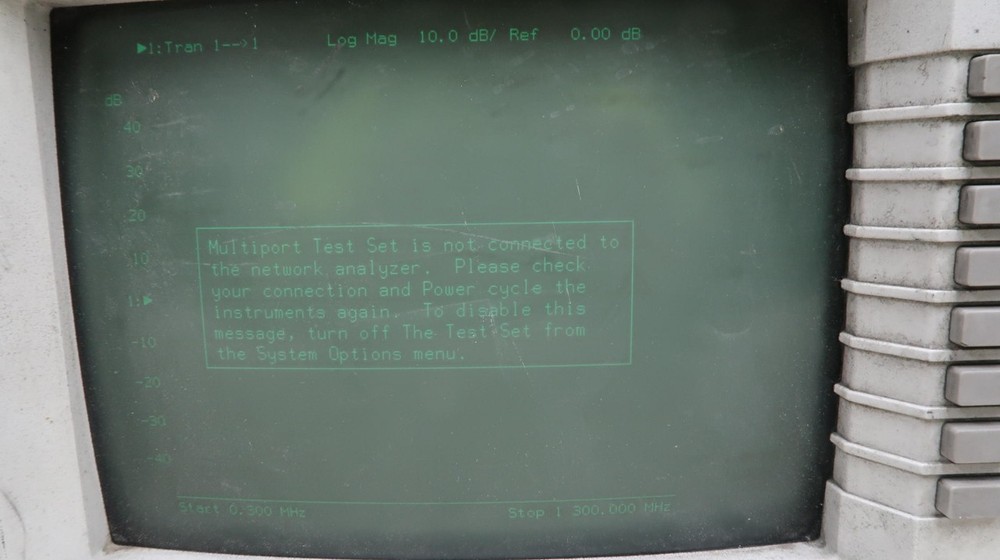 ▶1:Tran 1-->1 Log Mag 10.0 dB/ Ref 0.00 dB
dB
40
30
20
Multiport Test Set is not connected to
10
the network analyzer. Please check
your connection and Power cycle the
1:▶
instruments again. To disable this
message, turn off The Test Set from
-10
the System Options menu.
-20
-30
-40
Start 0.300 MHz Stop 1 300.000 MHz